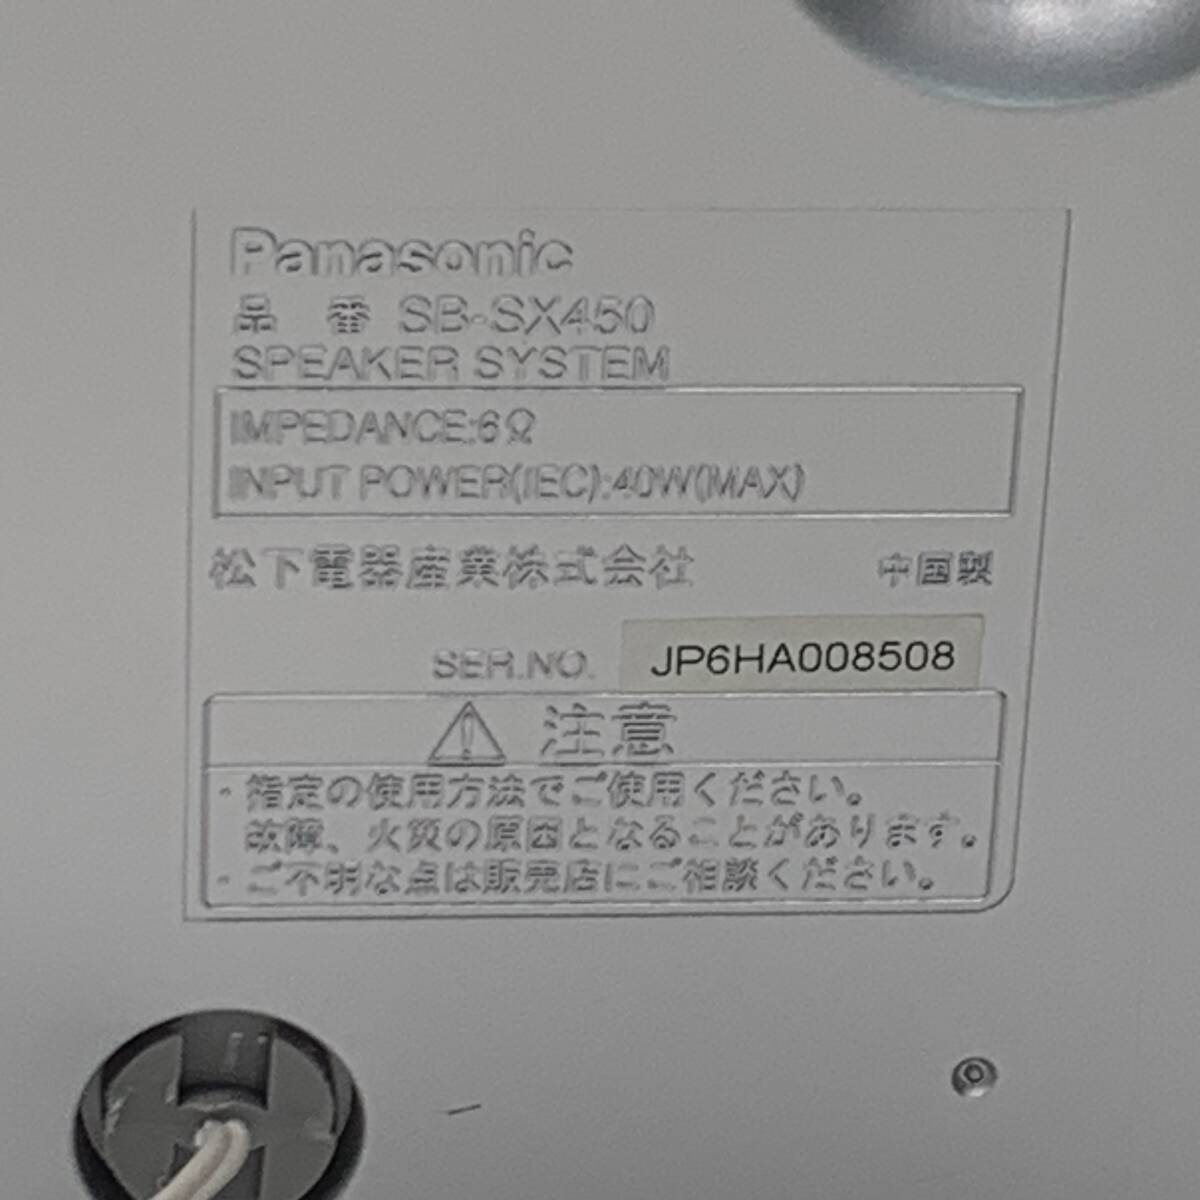 Panasonic
品 番 SB-SX450
SPEAKER SYSTEM
IMPEDANCE:6Ω
INPUT POWER(IEC):40W(MAX)
松下電器産業株式会社 中国製
SER.NO. JP6HA008508
注意
・指定の使用方法でご使用ください。
故障、火災の原因となることがあります。
・ご不明な点は販売店にご相談ください。